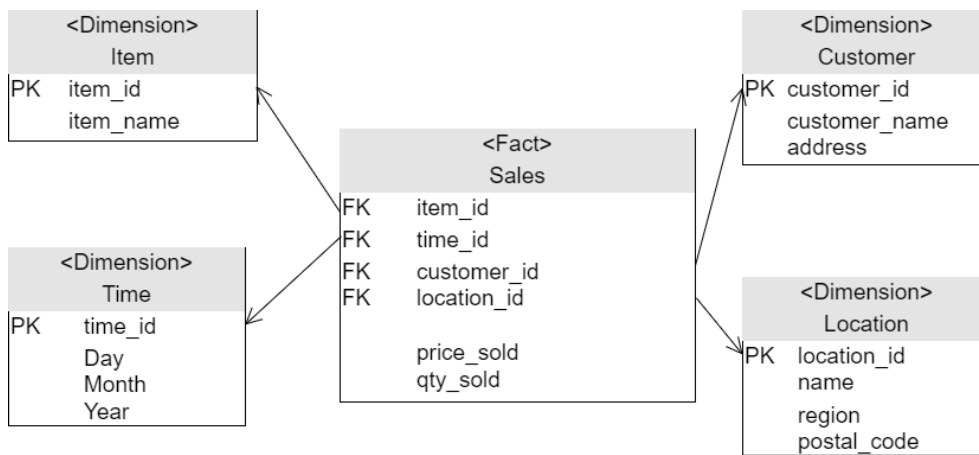 <Dimension>
Item
PK item_id
item_name
<Dimension>
Customer
PK customer_id
customer_name
address
<Fact>
Sales
FK item_id
FK time_id
FK customer_id
FK location_id
price_sold
qty_sold
<Dimension>
Time
PK time_id
Day
Month
Year
<Dimension>
Location
PK location_id
name
region
postal_code